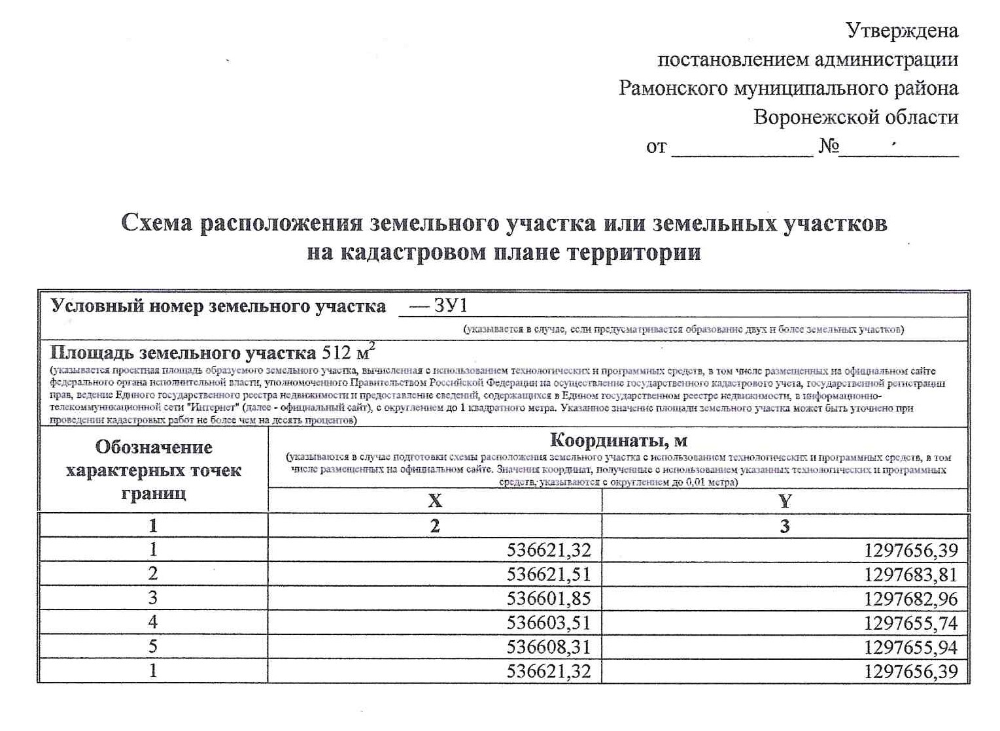 Утверждена
постановлением администрации
Рамонского муниципального района
Воронежской области
от ______________ №____________
Схема расположения земельного участка или земельных участков
на кадастровом плане территории
Условный номер земельного участка — ЗУ1
(указывается в случае, если предусматривается образование двух и более земельных участков)
Площадь земельного участка 512 м²
(указывается проектная площадь образуемого земельного участка, вычисленная с использованием технологических и программных средств, в том числе размещенных на официальном сайте
федерального органа исполнительной власти, уполномоченного Правительством Российской Федерации на осуществление государственного кадастрового учета, государственной регистрации
прав, ведение Единого государственного реестра недвижимости и предоставление сведений, содержащихся в Едином государственном реестре недвижимости, в информационно-
телекоммуникационной сети "Интернет" (далее - официальный сайт), с округлением до 1 квадратного метра. Указанное значение площади земельного участка может быть уточнено при
проведении кадастровых работ не более чем на десять процентов)
Обозначение
характерных точек
границ
Координаты, м
(указываются в случае подготовки схемы расположения земельного участка с использованием технологических и программных средств, в том
числе размещенных на официальном сайте. Значения координат, полученные с использованием указанных технологических и программных
средств, указываются с округлением до 0,01 метра)
X Y
1 2 3
1 536621,32 1297656,39
2 536621,51 1297683,81
3 536601,85 1297682,96
4 536603,51 1297655,74
5 536608,31 1297655,94
1 536621,32 1297656,39